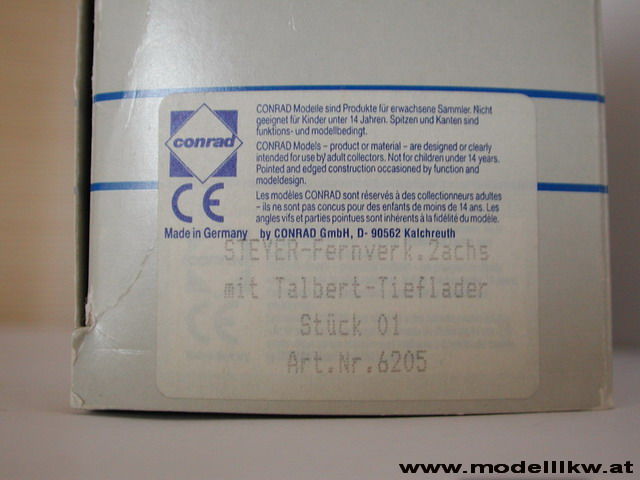 conrad
CE
CONRAD Modelle sind Produkte für erwachsene Sammler. Nicht
geeignet für Kinder unter 14 Jahren. Spitzen und Kanten sind
funktions- und modellbedingt.
CONRAD Models – product or material – are designed or clearly
intended for use by adult collectors. Not for children under 14 years.
Pointed and edged construction occasioned by function and
modeldesign.
Les modèles CONRAD sont réservés à des collectionneurs adultes
– ils ne sont pas concus pour des enfants de moins de 14 ans. Les
angles vifs et parties pointues sont inhérents à la fidélité du modèle.
Made in Germany by CONRAD GmbH, D- 90562 Kalchreuth
STEYER-Fernverk.2achs
mit Talbert-Tieflader
Stück 01
Art.Nr.6205
www.modelllkw.at